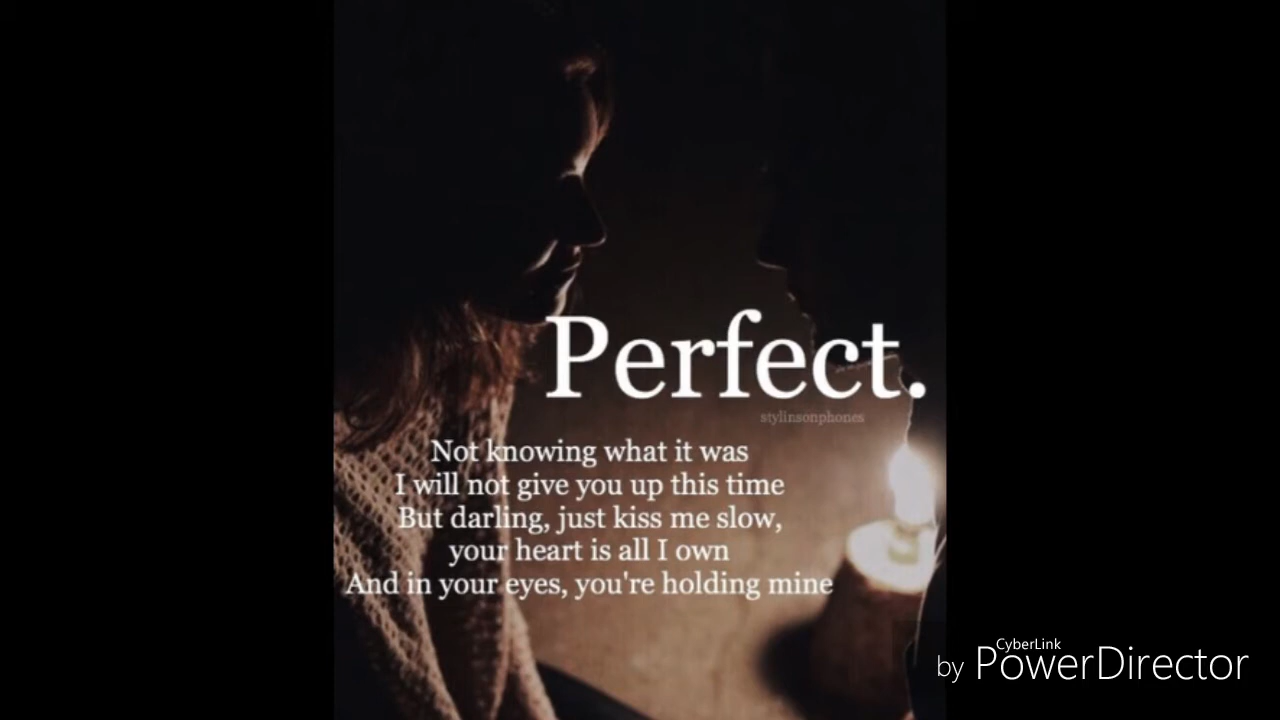 Perfect.
stylinsonphones
Not knowing what it was
I will not give you up this time
But darling, just kiss me slow,
your heart is all I own
And in your eyes, you're holding mine
CyberLink
by PowerDirector